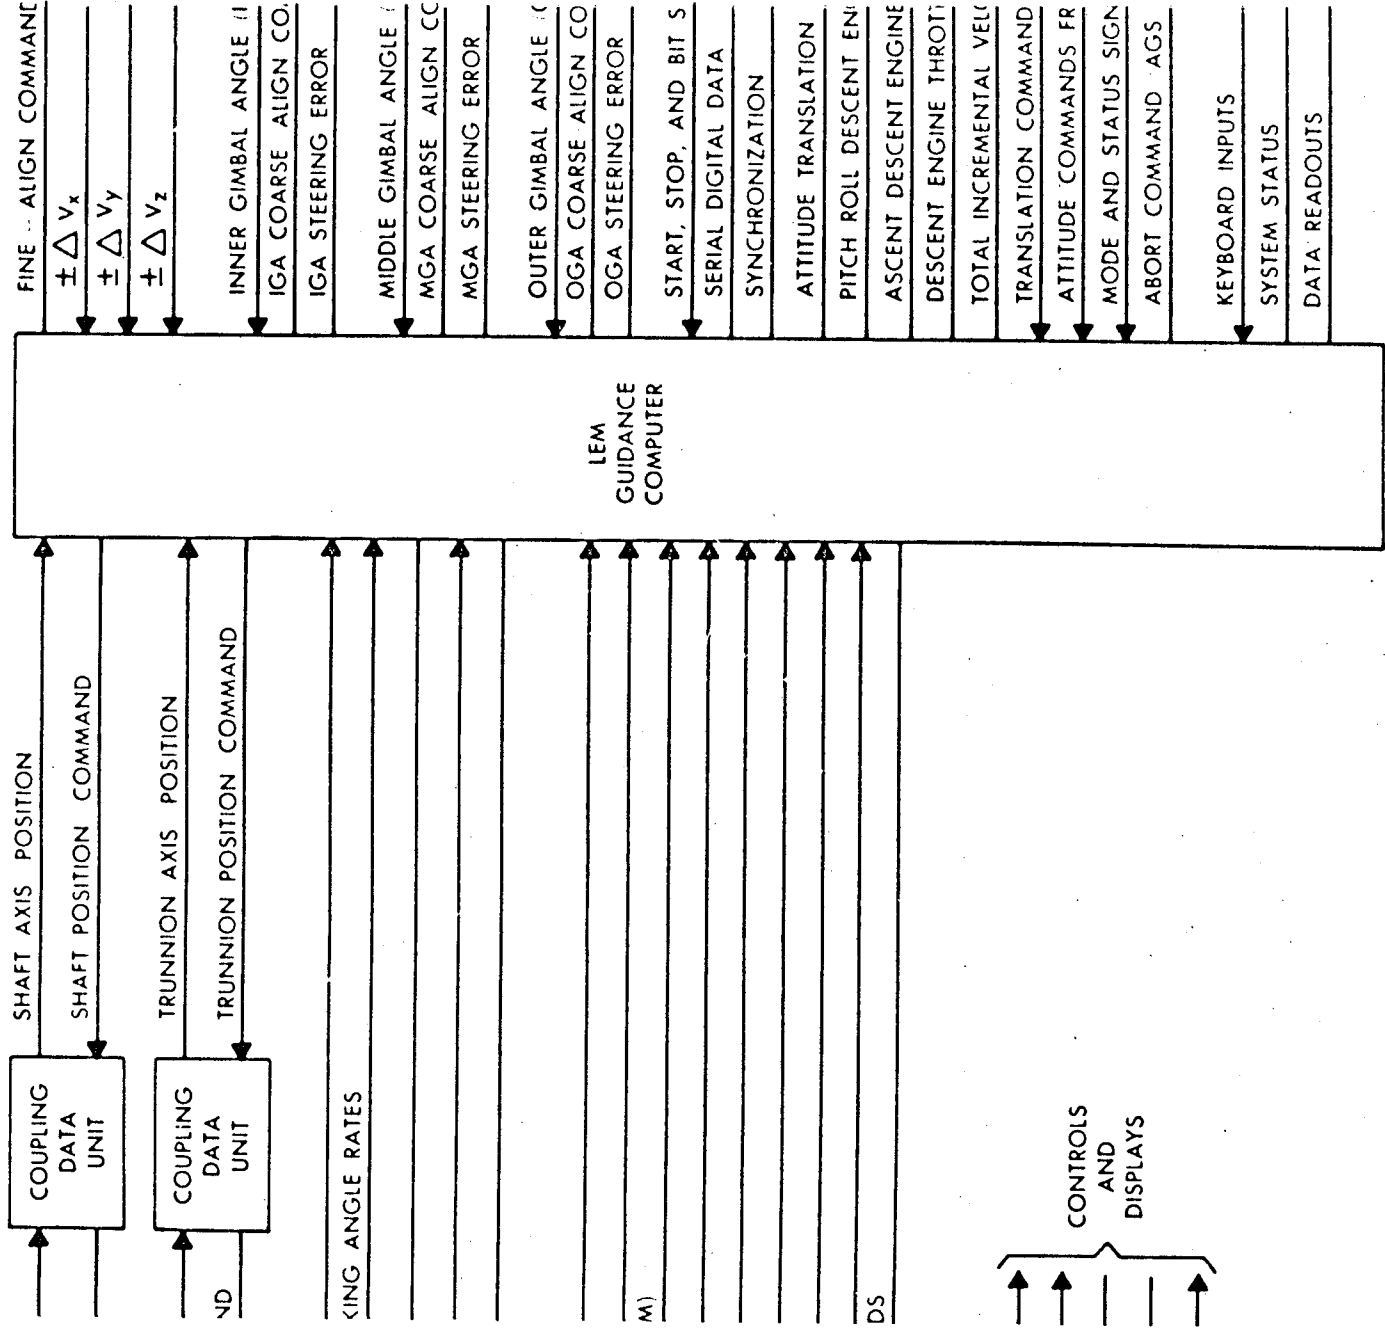 FINE - ALIGN COMMAND
± Δ Vx
± Δ Vy
± Δ Vz
INNER GIMBAL ANGLE
IGA COARSE ALIGN
IGA STEERING ERROR
MIDDLE GIMBAL ANGLE
MGA COARSE ALIGN
MGA STEERING ERROR
OUTER GIMBAL ANGLE
OGA COARSE ALIGN
OGA STEERING ERROR
START, STOP, AND BIT S
SERIAL DIGITAL DATA
SYNCHRONIZATION
ATTITUDE TRANSLATION
PITCH ROLL DESCENT
ASCENT DESCENT ENGINE
DESCENT ENGINE THROT
TOTAL INCREMENTAL VEL
TRANSLATION COMMAND
ATTITUDE COMMANDS FR
MODE AND STATUS SIGN
ABORT COMMAND AGS
KEYBOARD INPUTS
SYSTEM STATUS
DATA READOUTS
LEM
GUIDANCE
COMPUTER
SHAFT AXIS POSITION
SHAFT POSITION COMMAND
TRUNNION AXIS POSITION
TRUNNION POSITION COMMAND
COUPLING
DATA
UNIT
COUPLING
DATA
UNIT
ND
KING ANGLE RATES
M)
DS
CONTROLS
AND
DISPLAYS